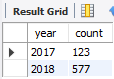 Result Grid
year count
2017 123
2018 577